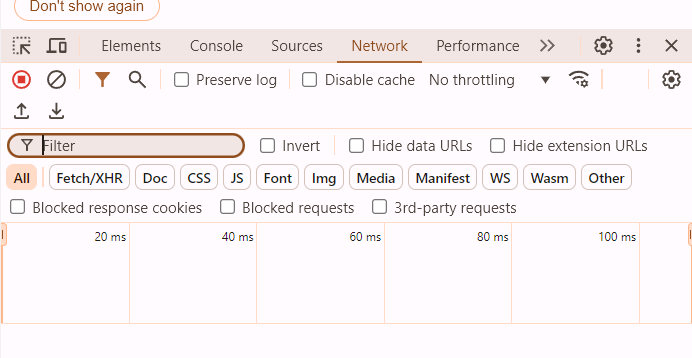 Don't show again
Elements Console Sources Network Performance
Preserve log Disable cache No throttling
Filter Invert Hide data URLs Hide extension URLs
All Fetch/XHR Doc CSS JS Font Img Media Manifest WS Wasm Other
Blocked response cookies Blocked requests 3rd-party requests
20 ms 40 ms 60 ms 80 ms 100 ms